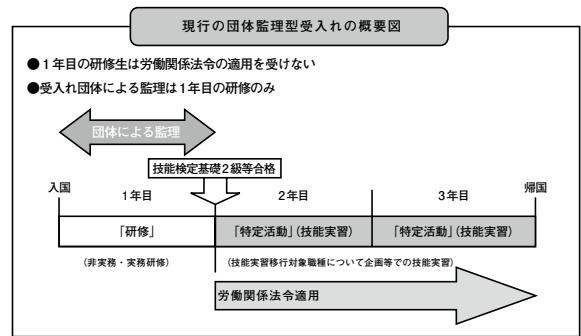 現行の団体監理型受入れの概要図
●1年目の研修生は労働関係法令の適用を受けない
●受入れ団体による監理は1年目の研修のみ
団体による監理
技能検定基礎2級等合格
入国
1年目
2年目
3年目
帰国
「研修」
「特定活動」(技能実習)
「特定活動」(技能実習)
(非実務・実務研修)
(技能実習移行対象職種について企画等での技能実習)
労働関係法令適用